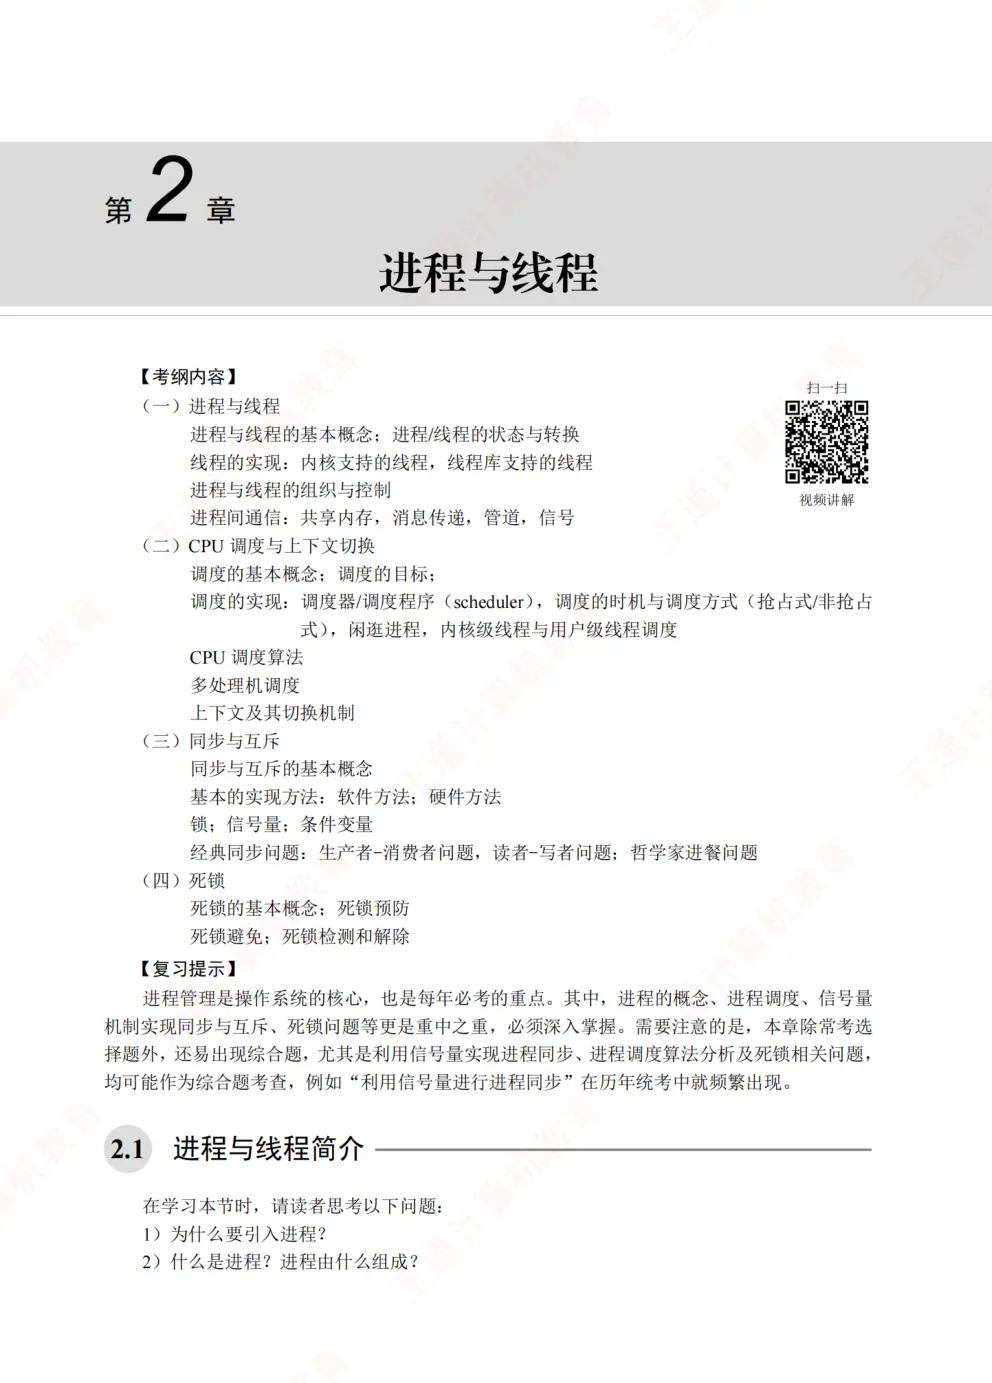 第 2 章
进程与线程
【考纲内容】
扫一扫
（一）进程与线程
进程与线程的基本概念；进程/线程的状态与转换
线程的实现：内核支持的线程，线程库支持的线程
进程与线程的组织与控制
视频讲解
进程间通信：共享内存，消息传递，管道，信号
（二）CPU 调度与上下文切换
调度的基本概念；调度的目标；
调度的实现：调度器/调度程序（scheduler），调度的时机与调度方式（抢占式/非抢占
式），闲逛进程，内核级线程与用户级线程调度
CPU 调度算法
多处理机调度
上下文及其切换机制
（三）同步与互斥
同步与互斥的基本概念
基本的实现方法：软件方法；硬件方法
锁；信号量；条件变量
经典同步问题：生产者-消费者问题，读者-写者问题；哲学家进餐问题
（四）死锁
死锁的基本概念；死锁预防
死锁避免；死锁检测和解除
【复习提示】
进程管理是操作系统的核心，也是每年必考的重点。其中，进程的概念、进程调度、信号量
机制实现同步与互斥、死锁问题等更是重中之重，必须深入掌握。需要注意的是，本章除常考选
择题外，还易出现综合题，尤其是利用信号量实现进程同步、进程调度算法分析及死锁相关问题，
均可能作为综合题考查，例如“利用信号量进行进程同步”在历年统考中就频繁出现。
2.1 进程与线程简介
在学习本节时，请读者思考以下问题：
1）为什么要引入进程？
2）什么是进程？进程由什么组成？
王道计算机教育